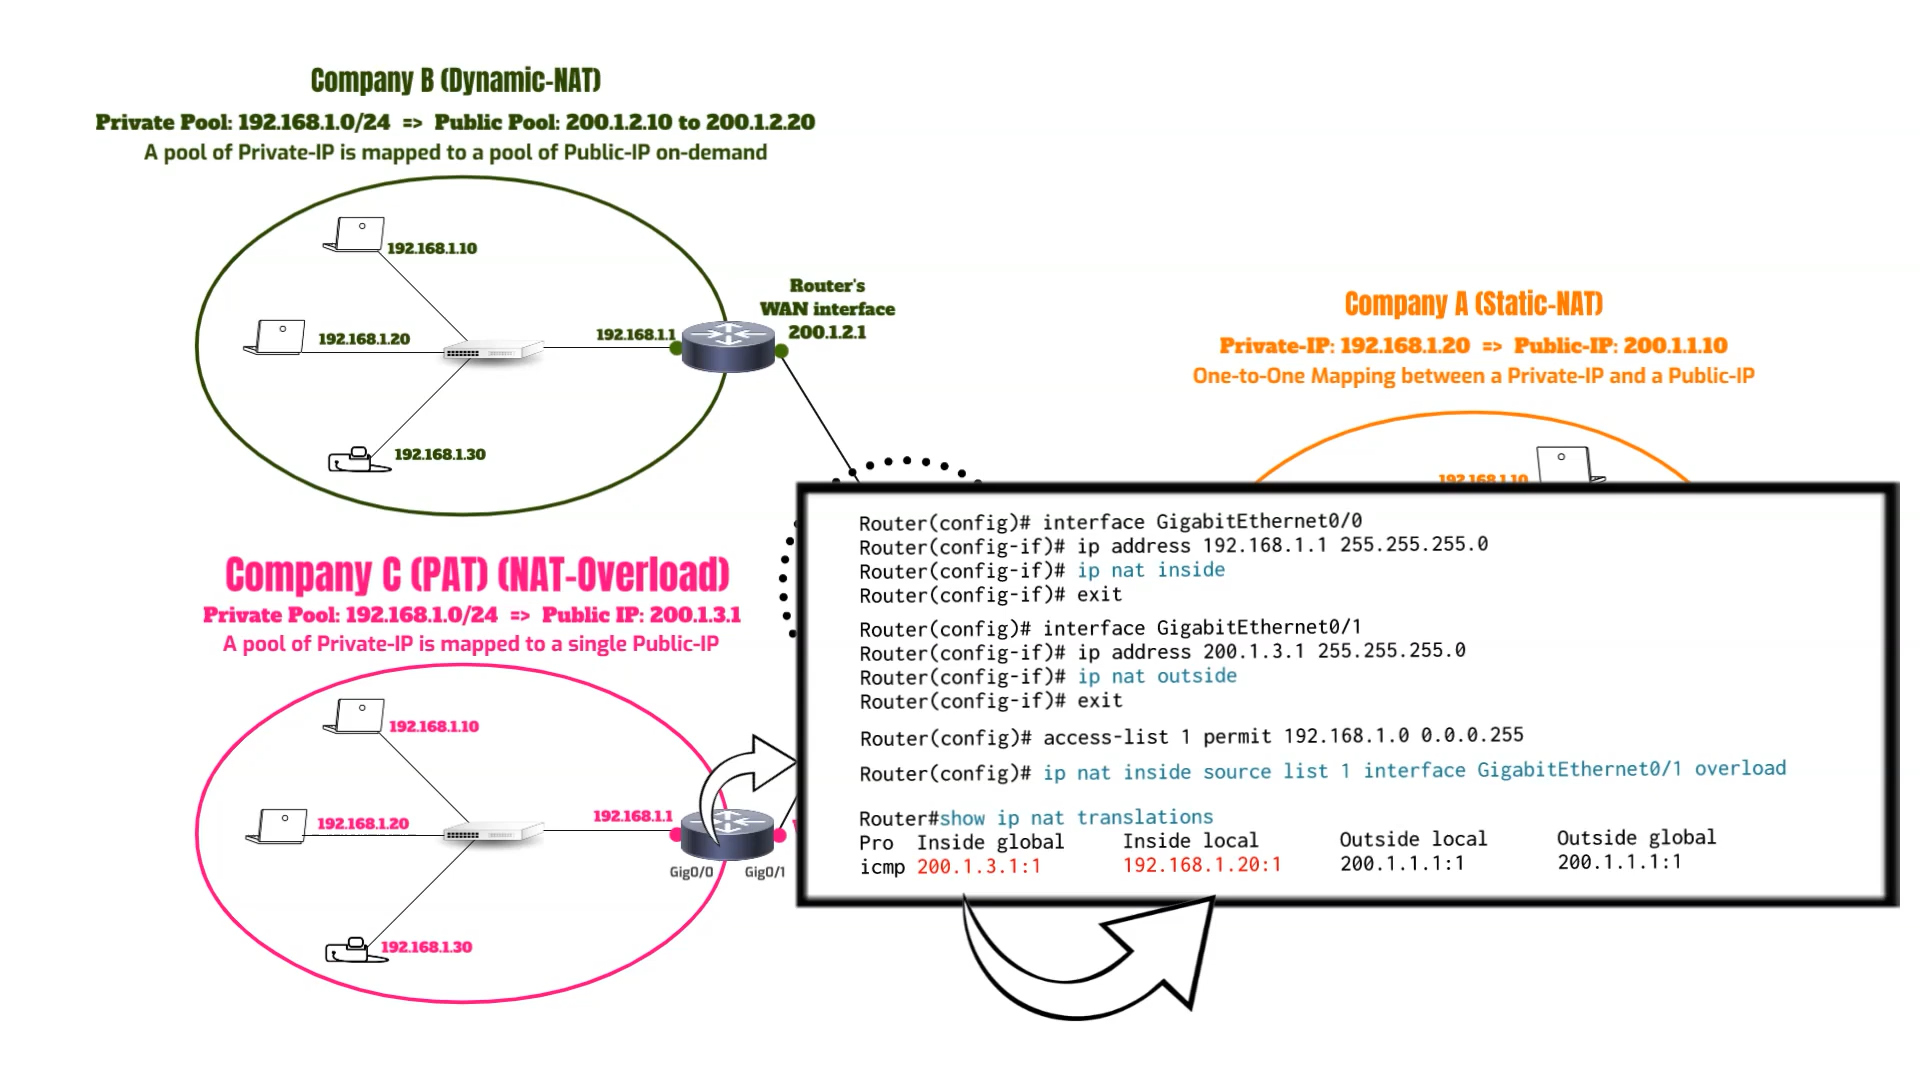 Company B (Dynamic-NAT)
Private Pool: 192.168.1.0/24 => Public Pool: 200.1.2.10 to 200.1.2.20
A pool of Private-IP is mapped to a pool of Public-IP on-demand
192.168.1.10
192.168.1.20
192.168.1.30
192.168.1.1
Router's
WAN interface
200.1.2.1
Company A (Static-NAT)
Private-IP: 192.168.1.20 => Public-IP: 200.1.1.10
One-to-One Mapping between a Private-IP and a Public-IP
192.168.1.10
Company C (PAT) (NAT-Overload)
Private Pool: 192.168.1.0/24 => Public IP: 200.1.3.1
A pool of Private-IP is mapped to a single Public-IP
192.168.1.10
192.168.1.20
192.168.1.30
192.168.1.1
Gig0/0
Gig0/1
Router(config)# interface GigabitEthernet0/0
Router(config-if)# ip address 192.168.1.1 255.255.255.0
Router(config-if)# ip nat inside
Router(config-if)# exit
Router(config)# interface GigabitEthernet0/1
Router(config-if)# ip address 200.1.3.1 255.255.255.0
Router(config-if)# ip nat outside
Router(config-if)# exit
Router(config)# access-list 1 permit 192.168.1.0 0.0.0.255
Router(config)# ip nat inside source list 1 interface GigabitEthernet0/1 overload
Router#show ip nat translations
Pro Inside global Inside local Outside local Outside global
icmp 200.1.3.1:1 192.168.1.20:1 200.1.1.1:1 200.1.1.1:1